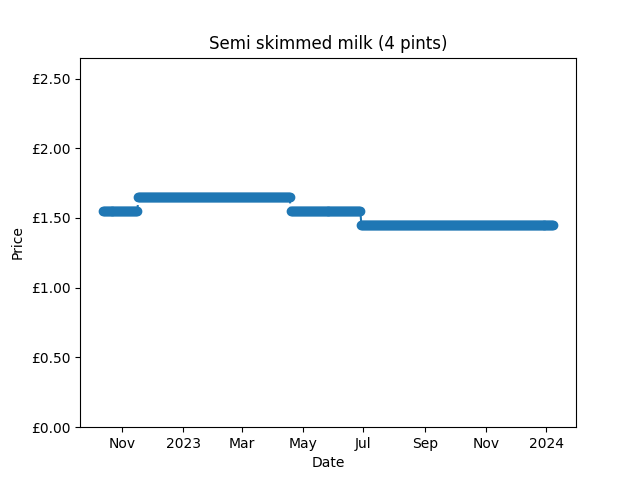 Semi skimmed milk (4 pints)
£2.50
£2.00
£1.50
£1.00
£0.50
£0.00
Price
Nov 2023 Mar May Jul Sep Nov 2024
Date